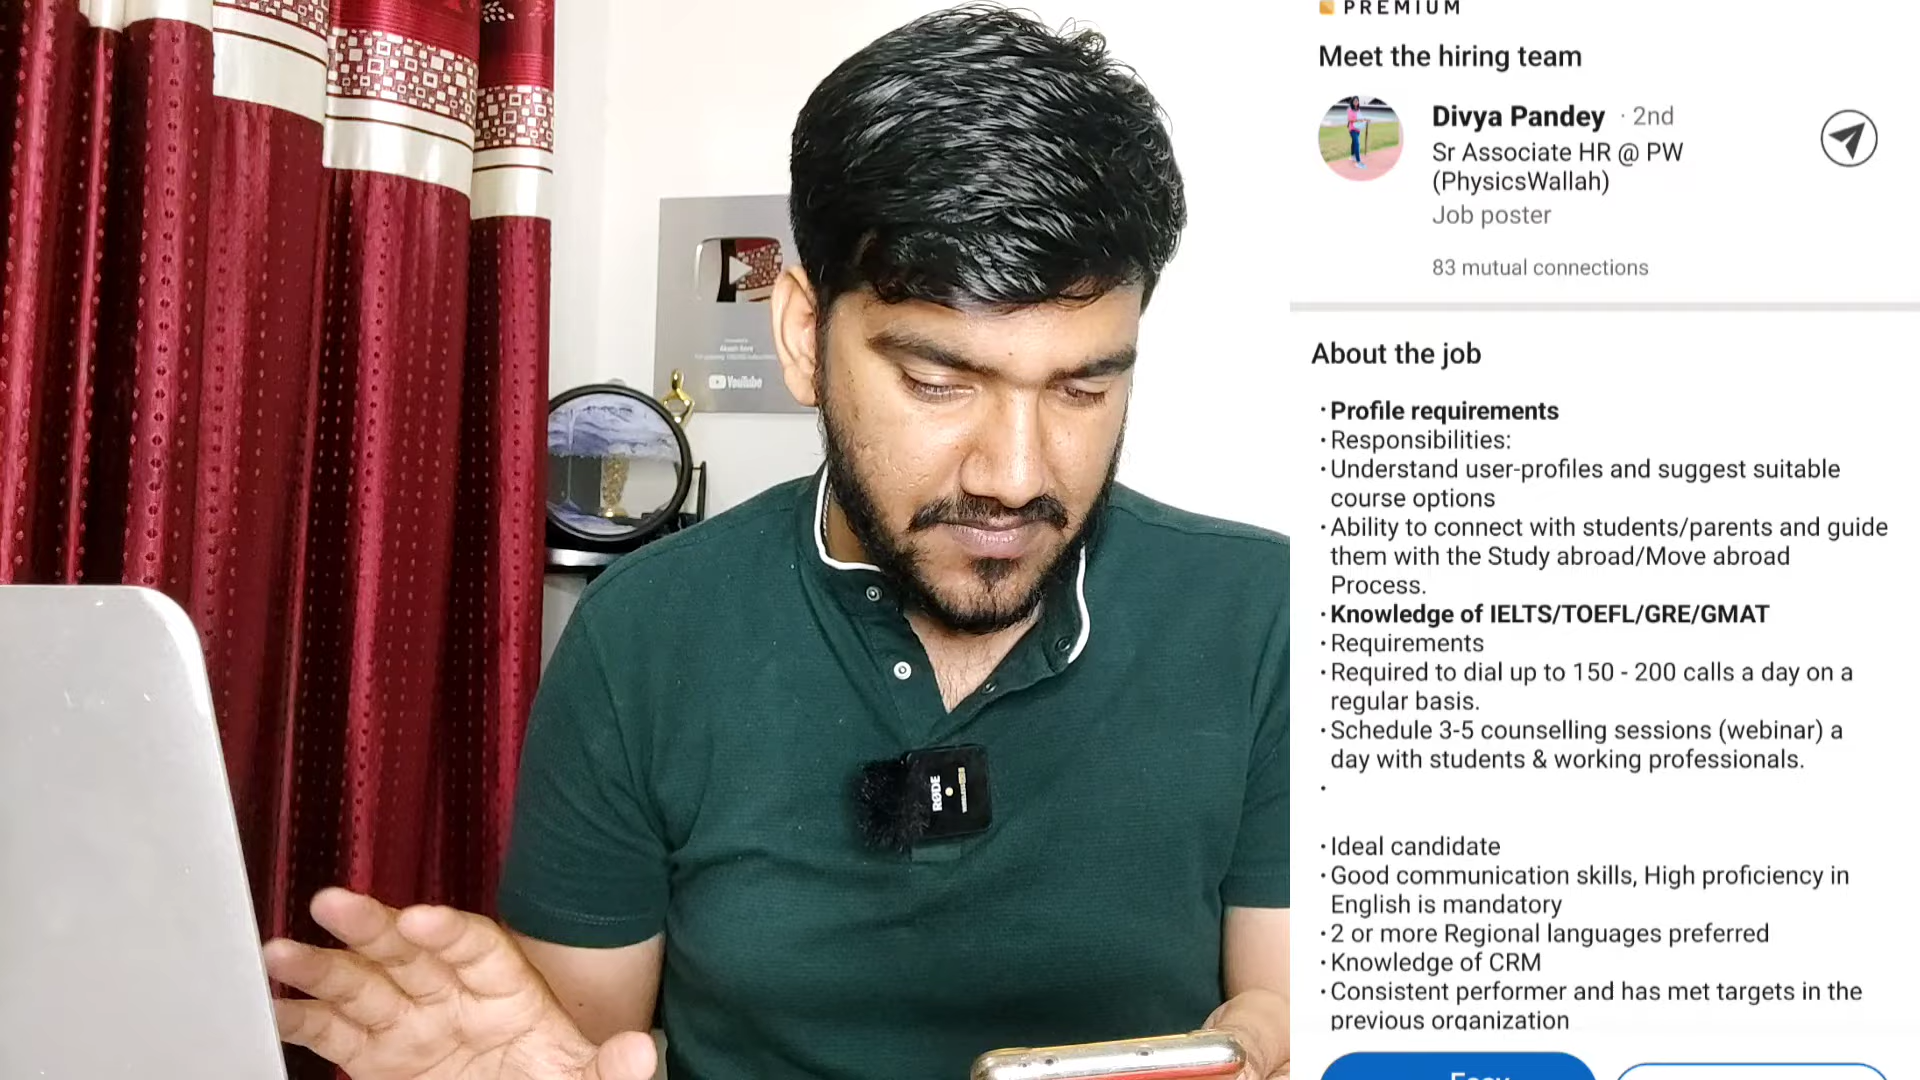 PREMIUM
Meet the hiring team
Divya Pandey · 2nd
Sr Associate HR @ PW
(PhysicsWallah)
Job poster
83 mutual connections
About the job
· Profile requirements
· Responsibilities:
· Understand user-profiles and suggest suitable
course options
· Ability to connect with students/parents and guide
them with the Study abroad/Move abroad
Process.
· Knowledge of IELTS/TOEFL/GRE/GMAT
· Requirements
· Required to dial up to 150 - 200 calls a day on a
regular basis.
· Schedule 3-5 counselling sessions (webinar) a
day with students & working professionals.
·
· Ideal candidate
· Good communication skills, High proficiency in
English is mandatory
· 2 or more Regional languages preferred
· Knowledge of CRM
· Consistent performer and has met targets in the
previous organization
Easy
YouTube
RØDE